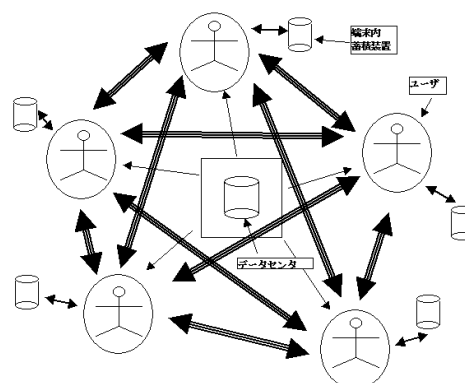 端末内
蓄積装置
ユーザ
データセンタ